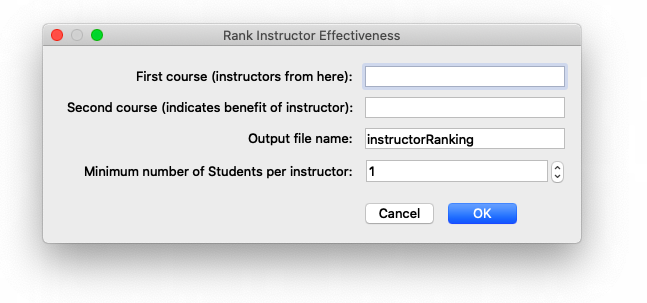 Rank Instructor Effectiveness
First course (instructors from here):
Second course (indicates benefit of instructor):
Output file name: instructorRanking
Minimum number of Students per instructor: 1
Cancel OK